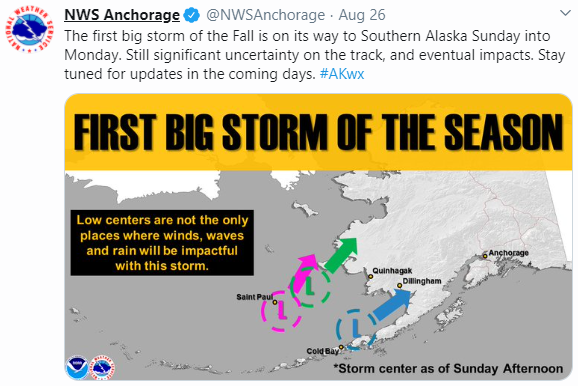 NWS Anchorage @NWSAnchorage · Aug 26
The first big storm of the Fall is on its way to Southern Alaska Sunday into
Monday. Still significant uncertainty on the track, and eventual impacts. Stay
tuned for updates in the coming days. #AKwx
FIRST BIG STORM OF THE SEASON
Low centers are not the only
places where winds, waves
and rain will be impactful
with this storm.
Anchorage
Quinhagak
Dillingham
Saint Paul
L
L
L
Cold Bay
*Storm center as of Sunday Afternoon
NATIONAL WEATHER SERVICE
NOAA